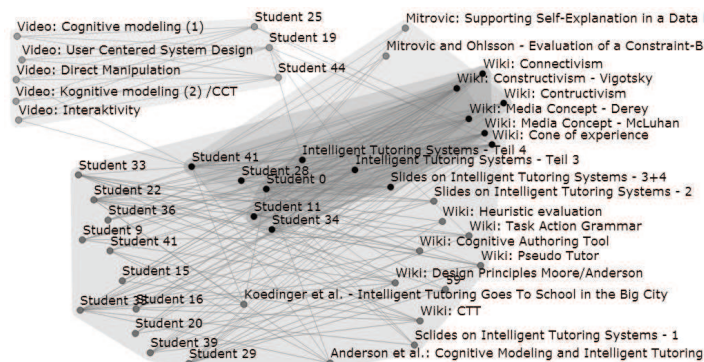 Student 25
Mitrovic: Supporting Self-Explanation in a Data
Video: Cognitive modeling (1)
Student 19
Mitrovic and Ohlsson - Evaluation of a Constraint-B
Video: User Centered System Design
Wiki: Connectivism
Video: Direct Manipulation
Student 44
Wiki: Constructivism - Vigotsky
Video: Kognitive modeling (2) /CCT
Wiki: Contructivism
Video: Interaktivity
Wiki: Media Concept - Derey
Wiki: Media Concept - McLuhan
Wiki: Cone of experience
Intelligent Tutoring Systems - Teil 4
Student 33
Student 41
Intelligent Tutoring Systems - Teil 3
Student 28
Student 0
Slides on Intelligent Tutoring Systems - 3+4
Student 22
Slides on Intelligent Tutoring Systems - 2
Student 36
Student 11
Wiki: Heuristic evaluation
Student 9
Student 34
Wiki: Task Action Grammar
Student 41
Wiki: Cognitive Authoring Tool
Wiki: Pseudo Tutor
Student 15
Wiki: Design Principles Moore/Anderson
59
Student 16
Koedinger et al. - Intelligent Tutoring Goes To School in the Big City
Student 20
Wiki: CTT
Student 39
Sclides on Intelligent Tutoring Systems - 1
Student 29
Anderson et al.: Cognitive Modeling and Intelligent Tutoring